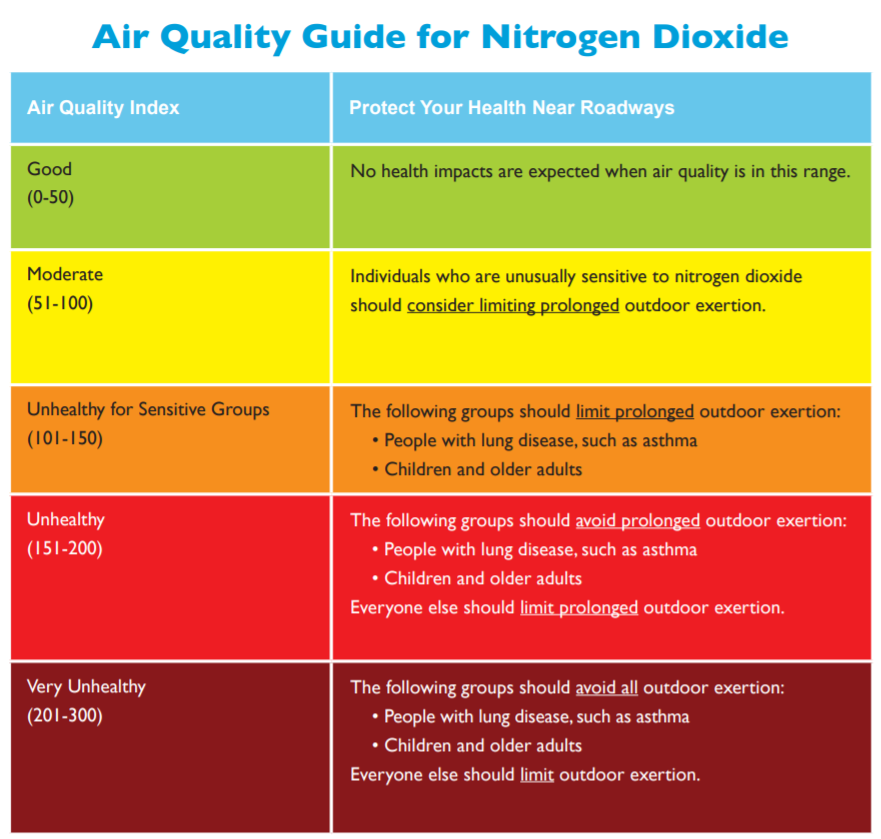 Air Quality Guide for Nitrogen Dioxide
Air Quality Index
Protect Your Health Near Roadways
Good
(0-50)
No health impacts are expected when air quality is in this range.
Moderate
(51-100)
Individuals who are unusually sensitive to nitrogen dioxide
should consider limiting prolonged outdoor exertion.
Unhealthy for Sensitive Groups
(101-150)
The following groups should limit prolonged outdoor exertion:
• People with lung disease, such as asthma
• Children and older adults
Unhealthy
(151-200)
The following groups should avoid prolonged outdoor exertion:
• People with lung disease, such as asthma
• Children and older adults
Everyone else should limit prolonged outdoor exertion.
Very Unhealthy
(201-300)
The following groups should avoid all outdoor exertion:
• People with lung disease, such as asthma
• Children and older adults
Everyone else should limit outdoor exertion.